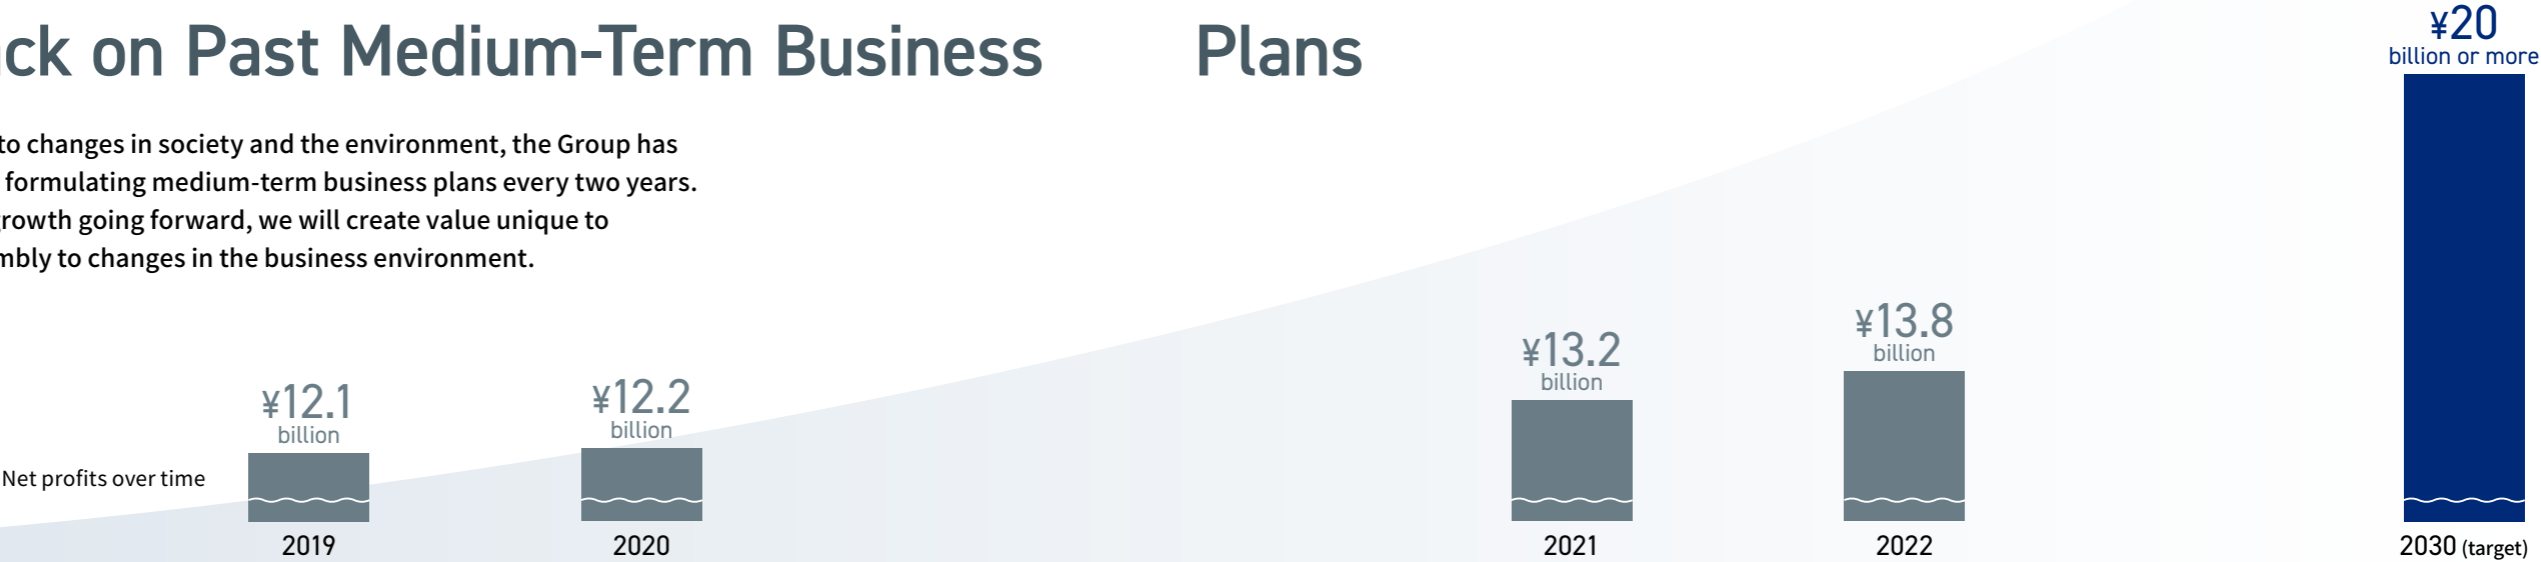 ck on Past Medium-Term Business Plans
to changes in society and the environment, the Group has
formulating medium-term business plans every two years.
growth going forward, we will create value unique to
mbly to changes in the business environment.
Net profits over time
¥12.1
billion
2019
¥12.2
billion
2020
¥13.2
billion
2021
¥13.8
billion
2022
¥20
billion or more
2030 (target)